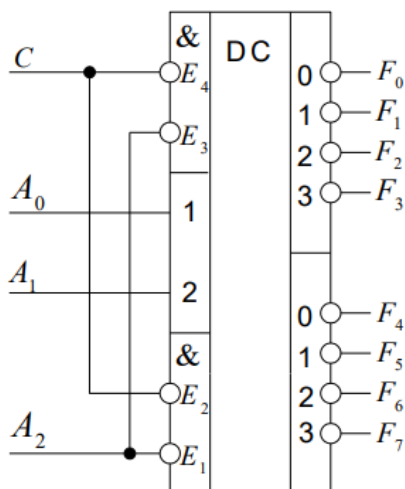 & DC
C E₄ 0 F₀
E₃ 1 F₁
2 F₂
A₀ 1 3 F₃
A₁ 2
& 0 F₄
1 F₅
E₂ 2 F₆
A₂ E₁ 3 F₇